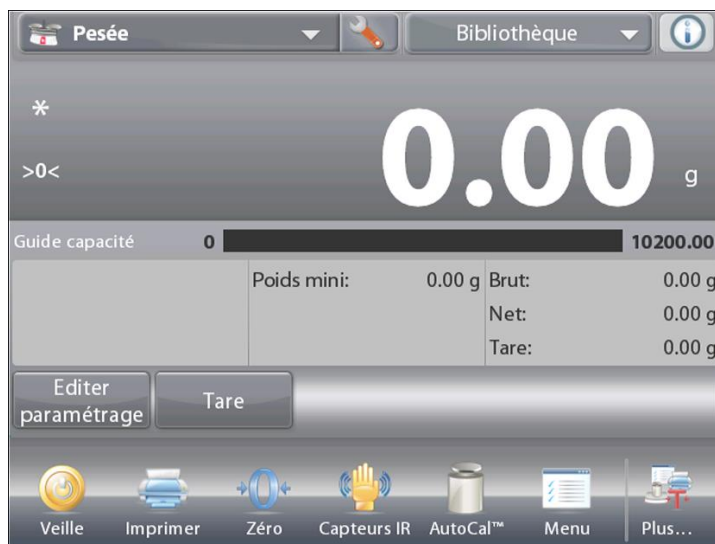 Pesée
Bibliothèque
*
>0<
0.00 g
Guide capacité 0 10200.00
Poids mini: 0.00 g Brut: 0.00 g
Net: 0.00 g
Tare: 0.00 g
Editer
paramétrage
Tare
Veille Imprimer Zéro Capteurs IR AutoCal™ Menu Plus...